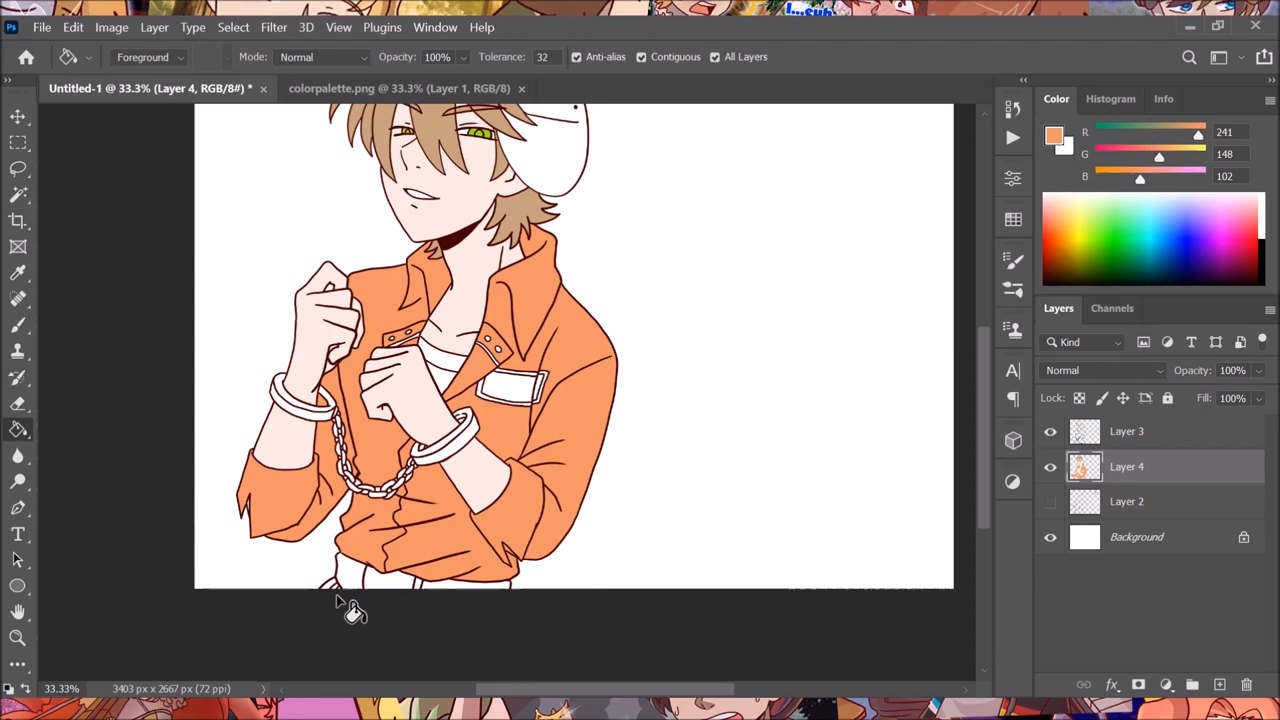 I...sub
Ps File Edit Image Layer Type Select Filter 3D View Plugins Window Help
Foreground Mode: Normal Opacity: 100% Tolerance: 32 Anti-alias Contiguous All Layers
Untitled-1 @ 33.3% (Layer 4, RGB/8#) * × colorpalette.png @ 33.3% (Layer 1, RGB/8) ×
Color Histogram Info
R 241
G 148
B 102
Layers Channels
Kind
Normal Opacity: 100%
Lock: Fill: 100%
Layer 3
Layer 4
Layer 2
Background
33.33% 3403 px x 2667 px (72 ppi)